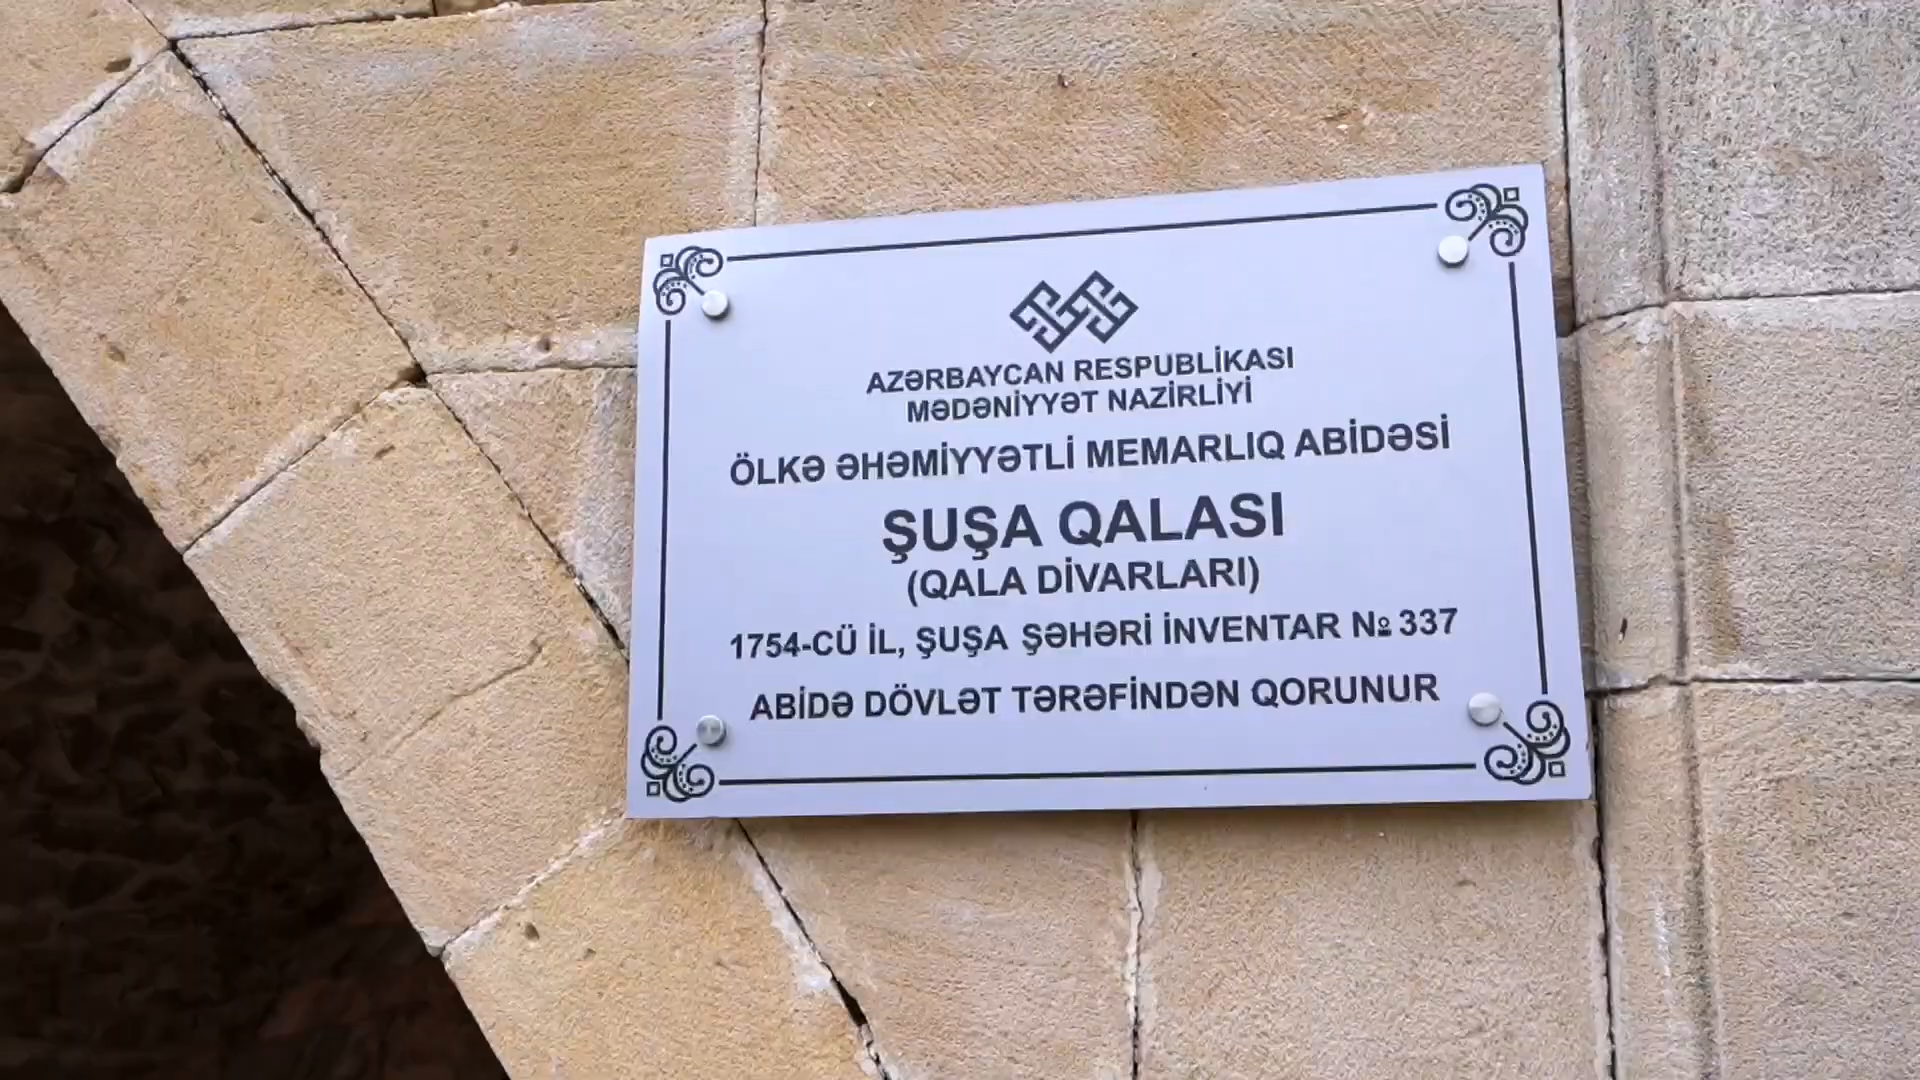 AZƏRBAYCAN RESPUBLİKASI
MƏDƏNİYYƏT NAZİRLİYİ
ÖLKƏ ƏHƏMİYYƏTLİ MEMARLIQ ABİDƏSİ
ŞUŞA QALASI
(QALA DİVARLARI)
1754-CÜ İL, ŞUŞA ŞƏHƏRİ İNVENTAR № 337
ABİDƏ DÖVLƏT TƏRƏFİNDƏN QORUNUR